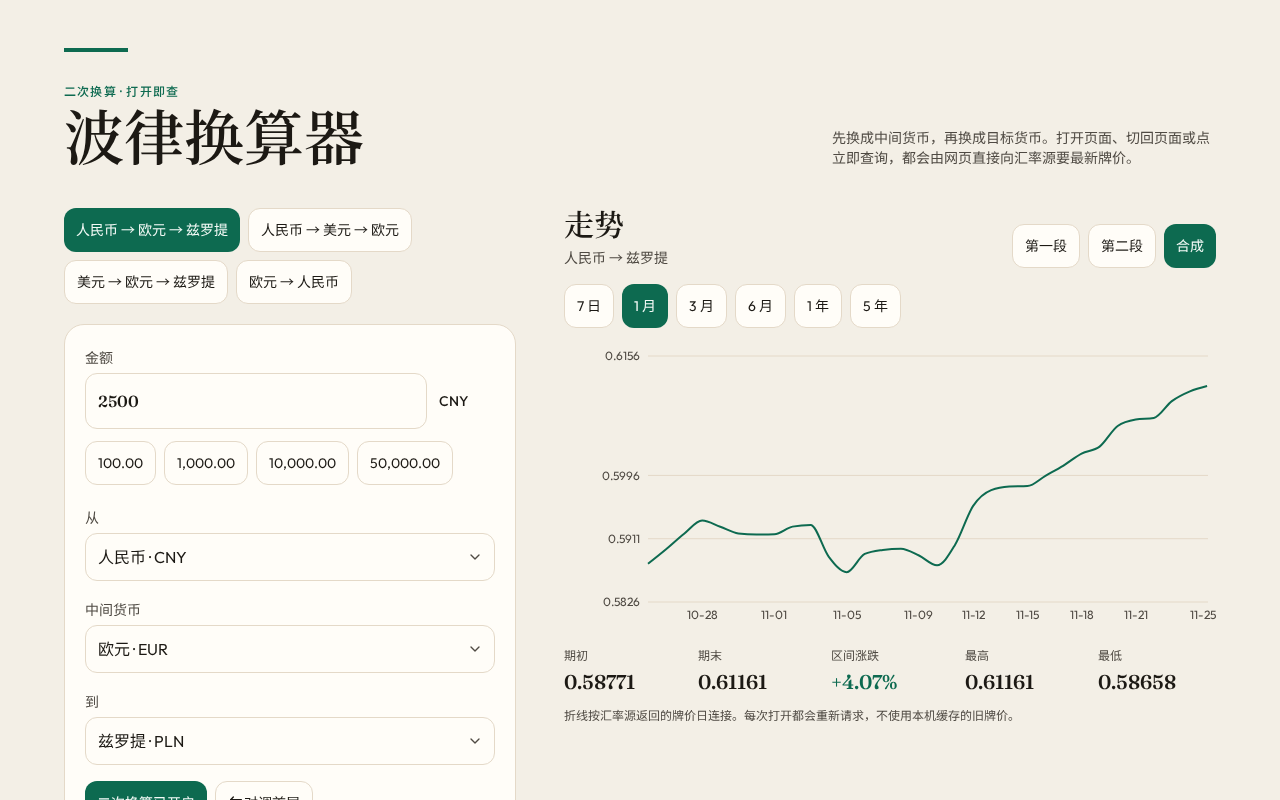 二次换算 · 打开即查
波律换算器
先换成中间货币，再换成目标货币。打开页面、切回页面或点
立即查询，都会由网页直接向汇率源要最新牌价。
人民币 → 欧元 → 兹罗提
人民币 → 美元 → 欧元
美元 → 欧元 → 兹罗提
欧元 → 人民币
金额
2500
CNY
100.00
1,000.00
10,000.00
50,000.00
从
人民币 · CNY
中间货币
欧元 · EUR
到
兹罗提 · PLN
走势
人民币 → 兹罗提
第一段
第二段
合成
7 日
1 月
3 月
6 月
1 年
5 年
0.6156
0.5996
0.5911
0.5826
10-28
11-01
11-05
11-09
11-12
11-15
11-18
11-21
11-25
期初
0.58771
期末
0.61161
区间涨跌
+4.07%
最高
0.61161
最低
0.58658
折线按汇率源返回的牌价日连接。每次打开都会重新请求，不使用本机缓存的旧牌价。